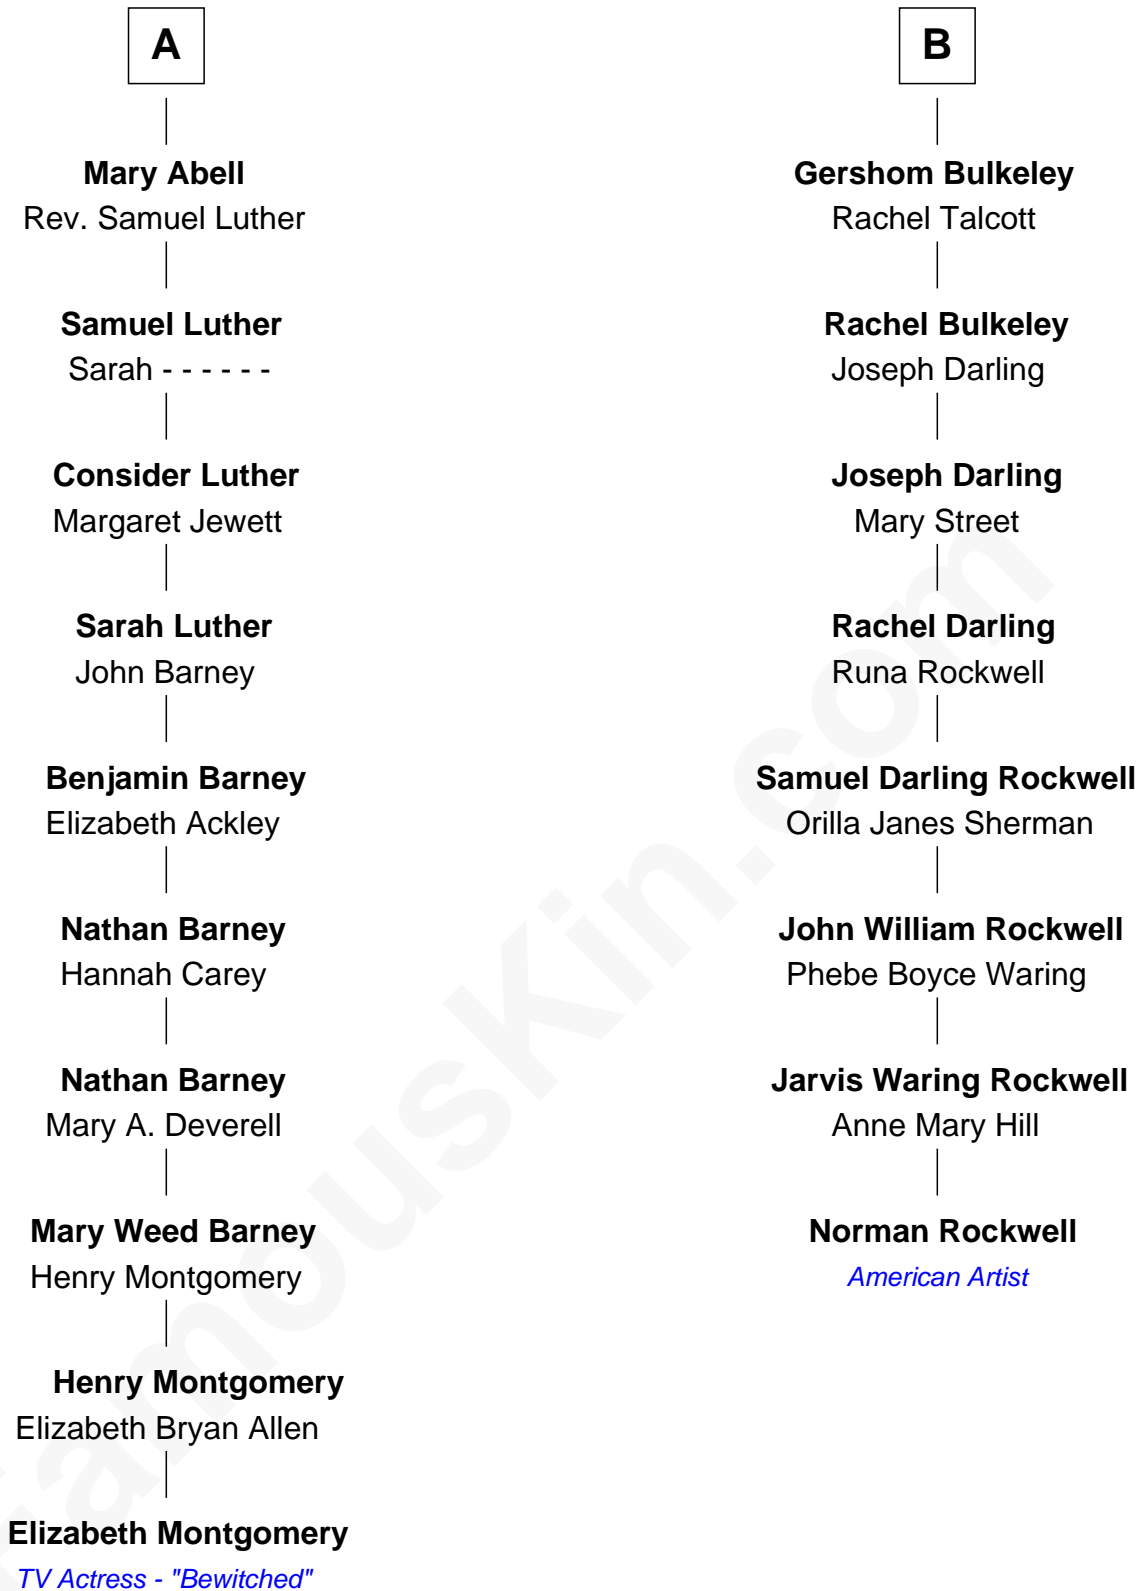 A
Mary Abell
Rev. Samuel Luther
Samuel Luther
Sarah - - - - - -
Consider Luther
Margaret Jewett
Sarah Luther
John Barney
Benjamin Barney
Elizabeth Ackley
Nathan Barney
Hannah Carey
Nathan Barney
Mary A. Deverell
Mary Weed Barney
Henry Montgomery
Henry Montgomery
Elizabeth Bryan Allen
Elizabeth Montgomery
TV Actress - "Bewitched"
B
Gershom Bulkeley
Rachel Talcott
Rachel Bulkeley
Joseph Darling
Joseph Darling
Mary Street
Rachel Darling
Runa Rockwell
Samuel Darling Rockwell
Orilla Janes Sherman
John William Rockwell
Phebe Boyce Waring
Jarvis Waring Rockwell
Anne Mary Hill
Norman Rockwell
American Artist
FamousKin.com